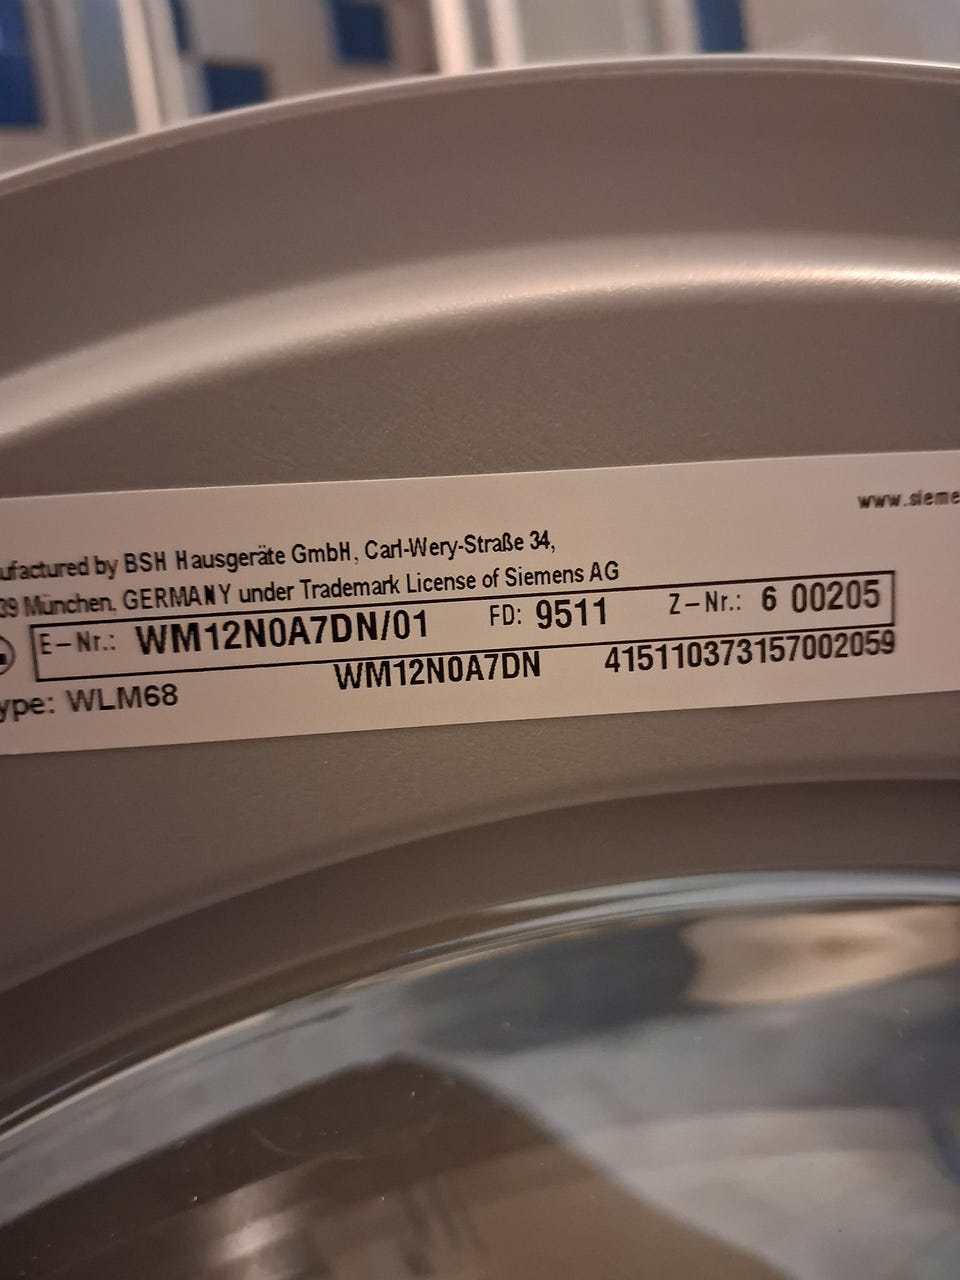 www.sieme
ufactured by BSH Hausgeräte GmbH, Carl-Wery-Straße 34,
39 München, GERMANY under Trademark License of Siemens AG
E-Nr.: WM12N0A7DN/01 FD: 9511 Z-Nr.: 6 00205
WM12N0A7DN 415110373157002059
ype: WLM68